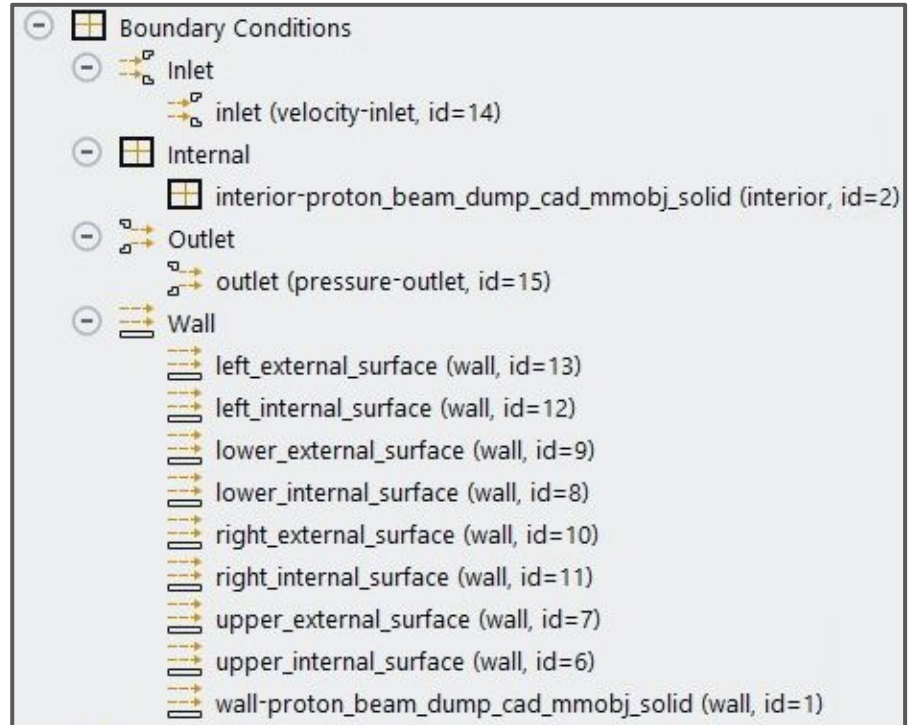 Boundary Conditions
Inlet
inlet (velocity-inlet, id=14)
Internal
interior-proton_beam_dump_cad_mmobj_solid (interior, id=2)
Outlet
outlet (pressure-outlet, id=15)
Wall
left_external_surface (wall, id=13)
left_internal_surface (wall, id=12)
lower_external_surface (wall, id=9)
lower_internal_surface (wall, id=8)
right_external_surface (wall, id=10)
right_internal_surface (wall, id=11)
upper_external_surface (wall, id=7)
upper_internal_surface (wall, id=6)
wall-proton_beam_dump_cad_mmobj_solid (wall, id=1)